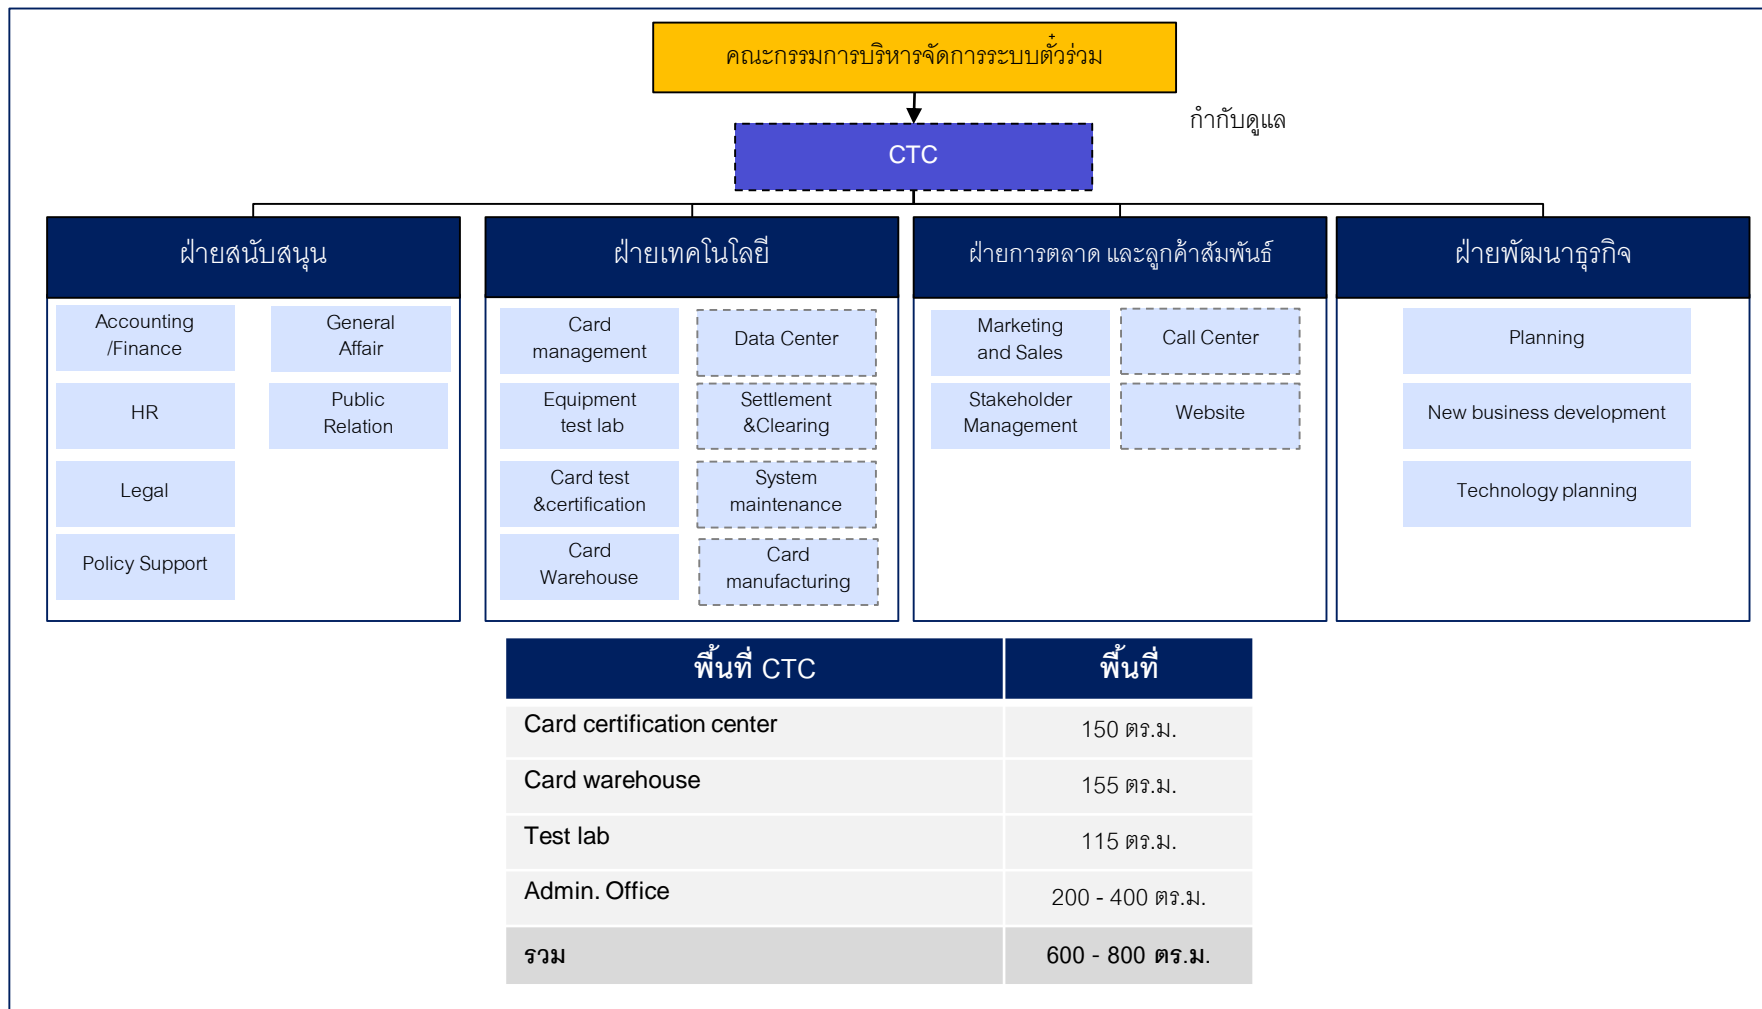 คณะกรรมการบริหารจัดการระบบตั๋วร่วม
กำกับดูแล
CTC
ฝ่ายสนับสนุน
Accounting
/Finance
General
Affair
HR
Public
Relation
Legal
Policy Support
ฝ่ายเทคโนโลยี
Card
management
Data Center
Equipment
test lab
Settlement
&Clearing
Card test
&certification
System
maintenance
Card
Warehouse
Card
manufacturing
ฝ่ายการตลาด และลูกค้าสัมพันธ์
Marketing
and Sales
Call Center
Stakeholder
Management
Website
ฝ่ายพัฒนาธุรกิจ
Planning
New business development
Technology planning
พื้นที่ CTC พื้นที่
Card certification center 150 ตร.ม.
Card warehouse 155 ตร.ม.
Test lab 115 ตร.ม.
Admin. Office 200 - 400 ตร.ม.
รวม 600 - 800 ตร.ม.